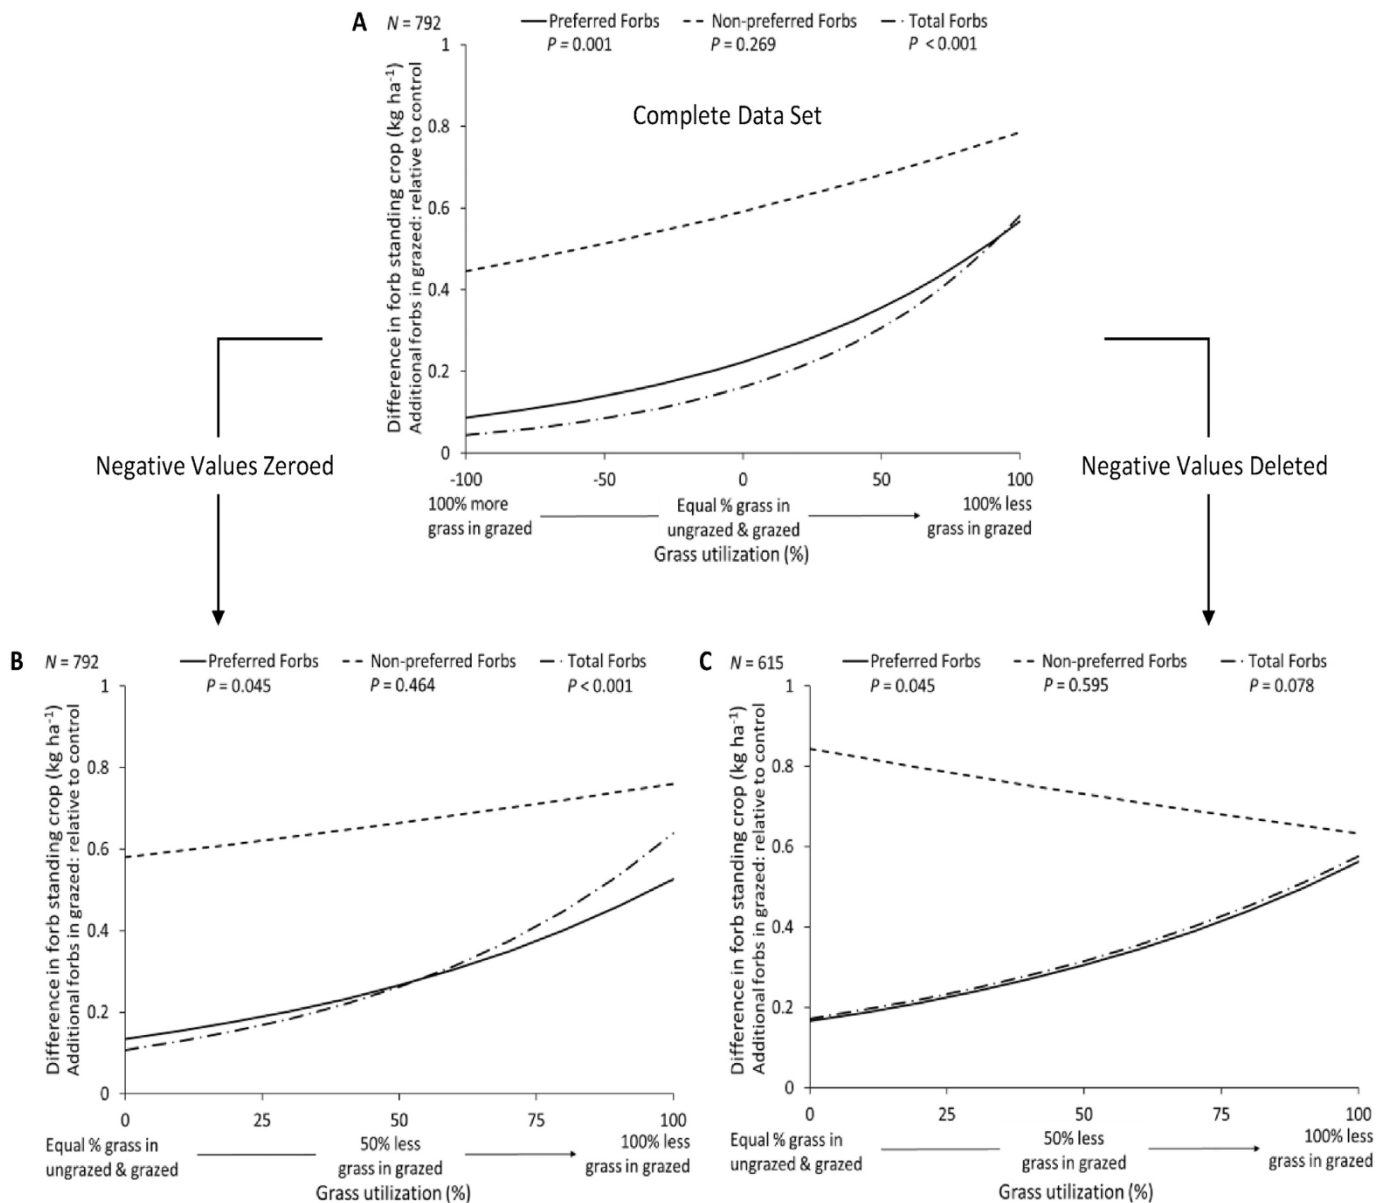 A N = 792 Preferred Forbs Non-preferred Forbs Total Forbs
P = 0.001 P = 0.269 P < 0.001
Difference in forb standing crop (kg ha⁻¹)
Additional forbs in grazed: relative to control
1
0.8
0.6
0.4
0.2
0
Complete Data Set
-100 -50 0 50 100
100% more
grass in grazed
Equal % grass in
ungrazed & grazed
100% less
grass in grazed
Grass utilization (%)
Negative Values Zeroed
Negative Values Deleted
B N = 792 Preferred Forbs Non-preferred Forbs Total Forbs
P = 0.045 P = 0.464 P < 0.001
Difference in forb standing crop (kg ha⁻¹)
Additional forbs in grazed: relative to control
1
0.8
0.6
0.4
0.2
0
0 25 50 75 100
Equal % grass in
ungrazed & grazed
50% less
grass in grazed
100% less
grass in grazed
Grass utilization (%)
C N = 615 Preferred Forbs Non-preferred Forbs Total Forbs
P = 0.045 P = 0.595 P = 0.078
Difference in forb standing crop (kg ha⁻¹)
Additional forbs in grazed: relative to control
1
0.8
0.6
0.4
0.2
0
0 25 50 75 100
Equal % grass in
ungrazed & grazed
50% less
grass in grazed
100% less
grass in grazed
Grass utilization (%)